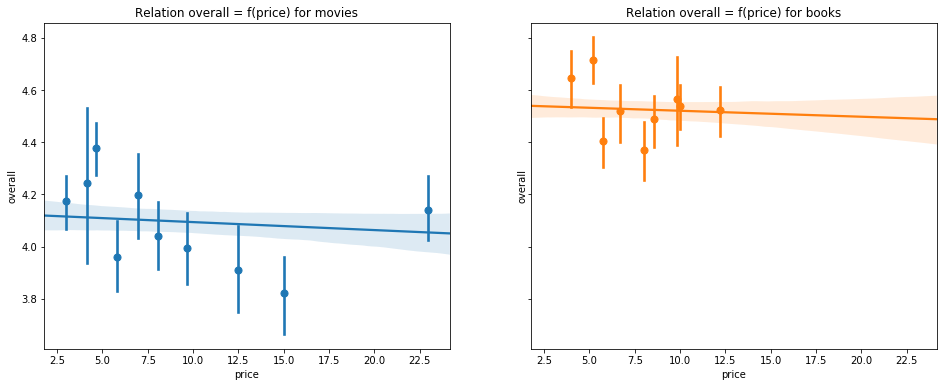 Relation overall = f(price) for movies
Relation overall = f(price) for books
4.8
4.6
4.4
4.2
4.0
3.8
overall
overall
2.5 5.0 7.5 10.0 12.5 15.0 17.5 20.0 22.5
2.5 5.0 7.5 10.0 12.5 15.0 17.5 20.0 22.5
price
price